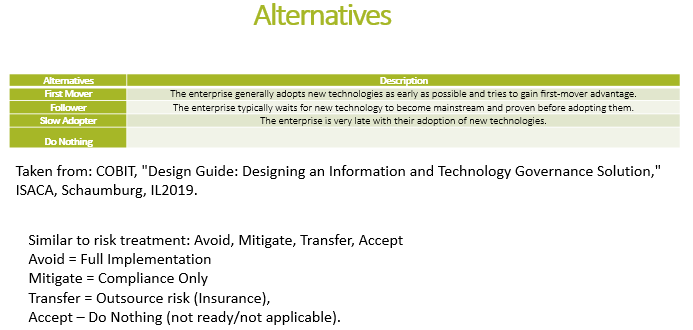 Alternatives
Alternatives Description
First Mover The enterprise generally adopts new technologies as early as possible and tries to gain first-mover advantage.
Follower The enterprise typically waits for new technology to become mainstream and proven before adopting them.
Slow Adopter The enterprise is very late with their adoption of new technologies.
Do Nothing
Taken from: COBIT, "Design Guide: Designing an Information and Technology Governance Solution,"
ISACA, Schaumburg, IL2019.
Similar to risk treatment: Avoid, Mitigate, Transfer, Accept
Avoid = Full Implementation
Mitigate = Compliance Only
Transfer = Outsource risk (Insurance),
Accept – Do Nothing (not ready/not applicable).